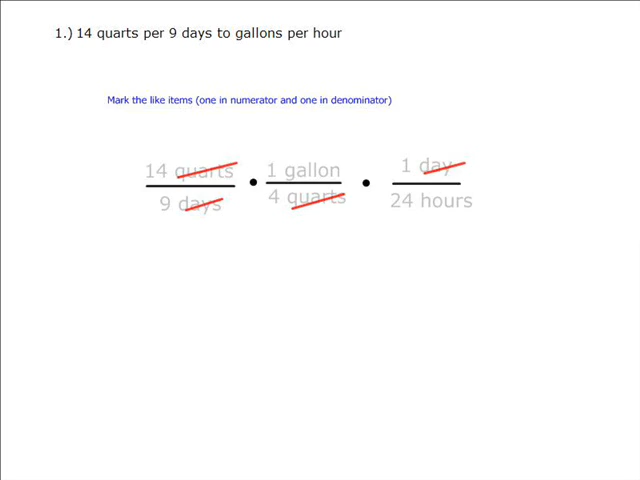 1.) 14 quarts per 9 days to gallons per hour
Mark the like items (one in numerator and one in denominator)
14 quarts • 1 gallon • 1 day
9 days 4 quarts 24 hours